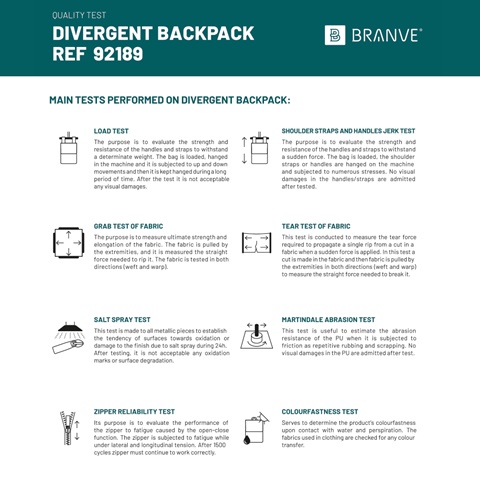 QUALITY TEST
DIVERGENT BACKPACK
REF 92189
BRANVE®
MAIN TESTS PERFORMED ON DIVERGENT BACKPACK:
LOAD TEST
The purpose is to evaluate the strength and
resistance of the handles and straps to withstand
a determinate weight. The bag is loaded, hanged
in the machine and it is subjected to up and down
movements and then it is kept hanged during a long
period of time. After the test it is not acceptable
any visual damages.
SHOULDER STRAPS AND HANDLES JERK TEST
The purpose is to evaluate the strength and
resistance of the handles and straps to withstand
a sudden force. The bag is loaded, the shoulder
straps or handles are hanged on the machine
and subjected to numerous stresses. No visual
damages in the handles/straps are admitted
after tested.
GRAB TEST OF FABRIC
The purpose is to measure ultimate strength and
elongation of the fabric. The fabric is pulled by
the extremities, and it is measured the straight
force needed to rip it. The fabric is tested in both
directions (weft and warp).
TEAR TEST OF FABRIC
This test is conducted to measure the tear force
required to propagate a single rip from a cut in a
fabric when a sudden force is applied. In this test a
cut is made in the fabric and then fabric is pulled by
the extremities in both directions (weft and warp)
to measure the straight force needed to break it.
SALT SPRAY TEST
This test is made to all metallic pieces to establish
the tendency of surfaces towards oxidation or
damage to the finish due to salt spray during 24h.
After testing, it is not acceptable any oxidation
marks or surface degradation.
MARTINDALE ABRASION TEST
This test is useful to estimate the abrasion
resistance of the PU when it is subjected to
friction as repetitive rubbing and scrapping. No
visual damages in the PU are admitted after test.
ZIPPER RELIABILITY TEST
Its purpose is to evaluate the performance of
the zipper to fatigue caused by the open-close
function. The zipper is subjected to fatigue while
under lateral and longitudinal tension. After 1500
cycles zipper must continue to work correctly.
COLOURFASTNESS TEST
Serves to determine the product's colourfastness
upon contact with water and perspiration. The
fabrics used in clothing are checked for any colour
transfer.